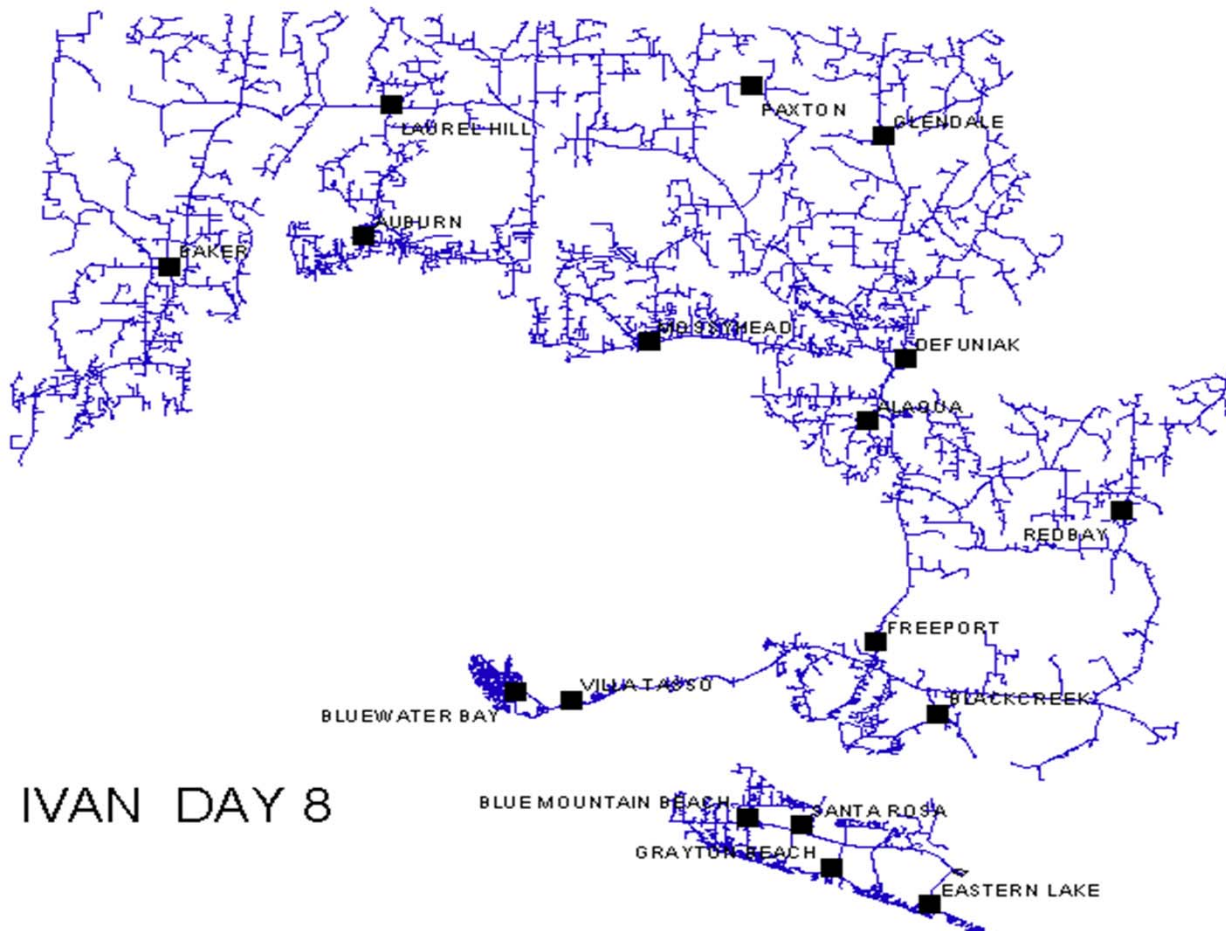 PAXTON
GLENDALE
LAUREL HILL
AUBURN
BAKER
MOSSYHEAD
DEFUNIAK
ALAQUA
REDBAY
FREEPORT
VILLA TASSO
BLUEWATER BAY
BLACKCREEK
IVAN DAY 8
BLUE MOUNTAIN BEACH
SANTA ROSA
GRAYTON BEACH
EASTERN LAKE